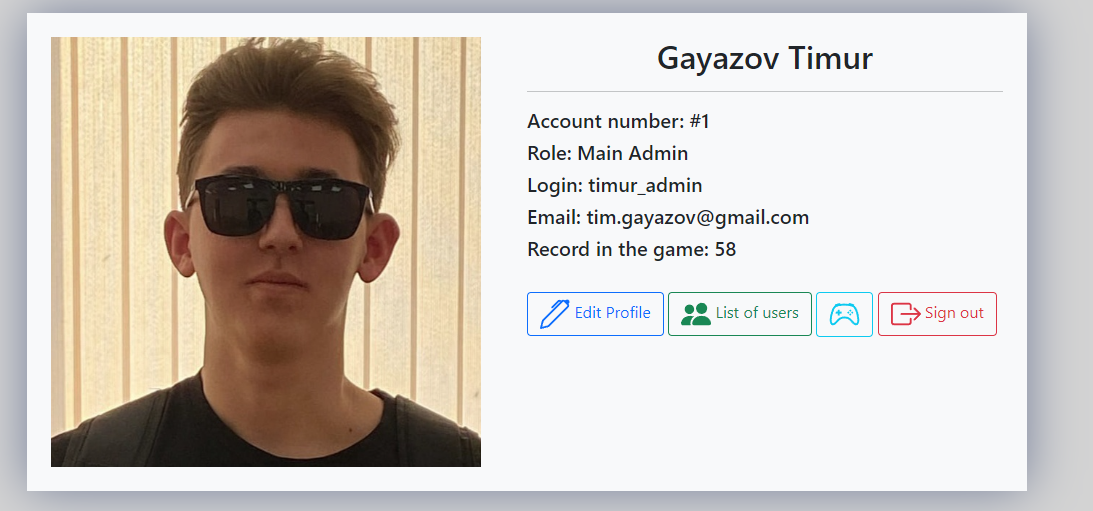 Gayazov Timur
Account number: #1
Role: Main Admin
Login: timur_admin
Email: tim.gayazov@gmail.com
Record in the game: 58
Edit Profile List of users Sign out